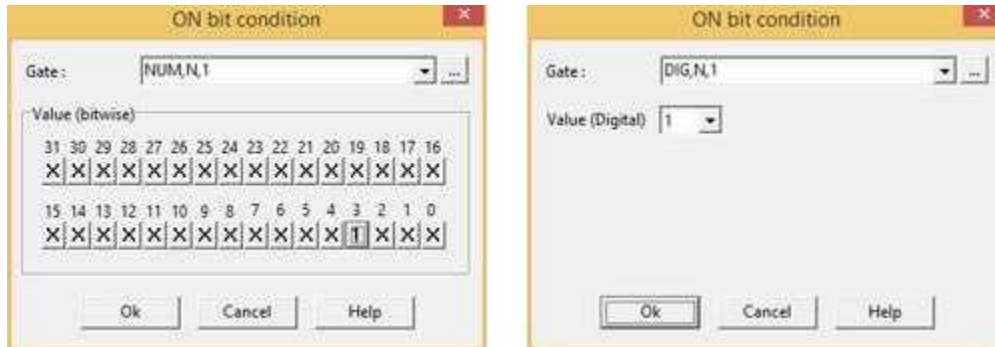 ON bit condition
Gate : NUM,N,1 ...
Value (bitwise)
31 30 29 28 27 26 25 24 23 22 21 20 19 18 17 16
X X X X X X X X X X X X X X X X
15 14 13 12 11 10 9 8 7 6 5 4 3 2 1 0
X X X X X X X X X X X X 1 X X X
Ok Cancel Help
ON bit condition
Gate : DIG,N,1 ...
Value (Digital) 1
Ok Cancel Help